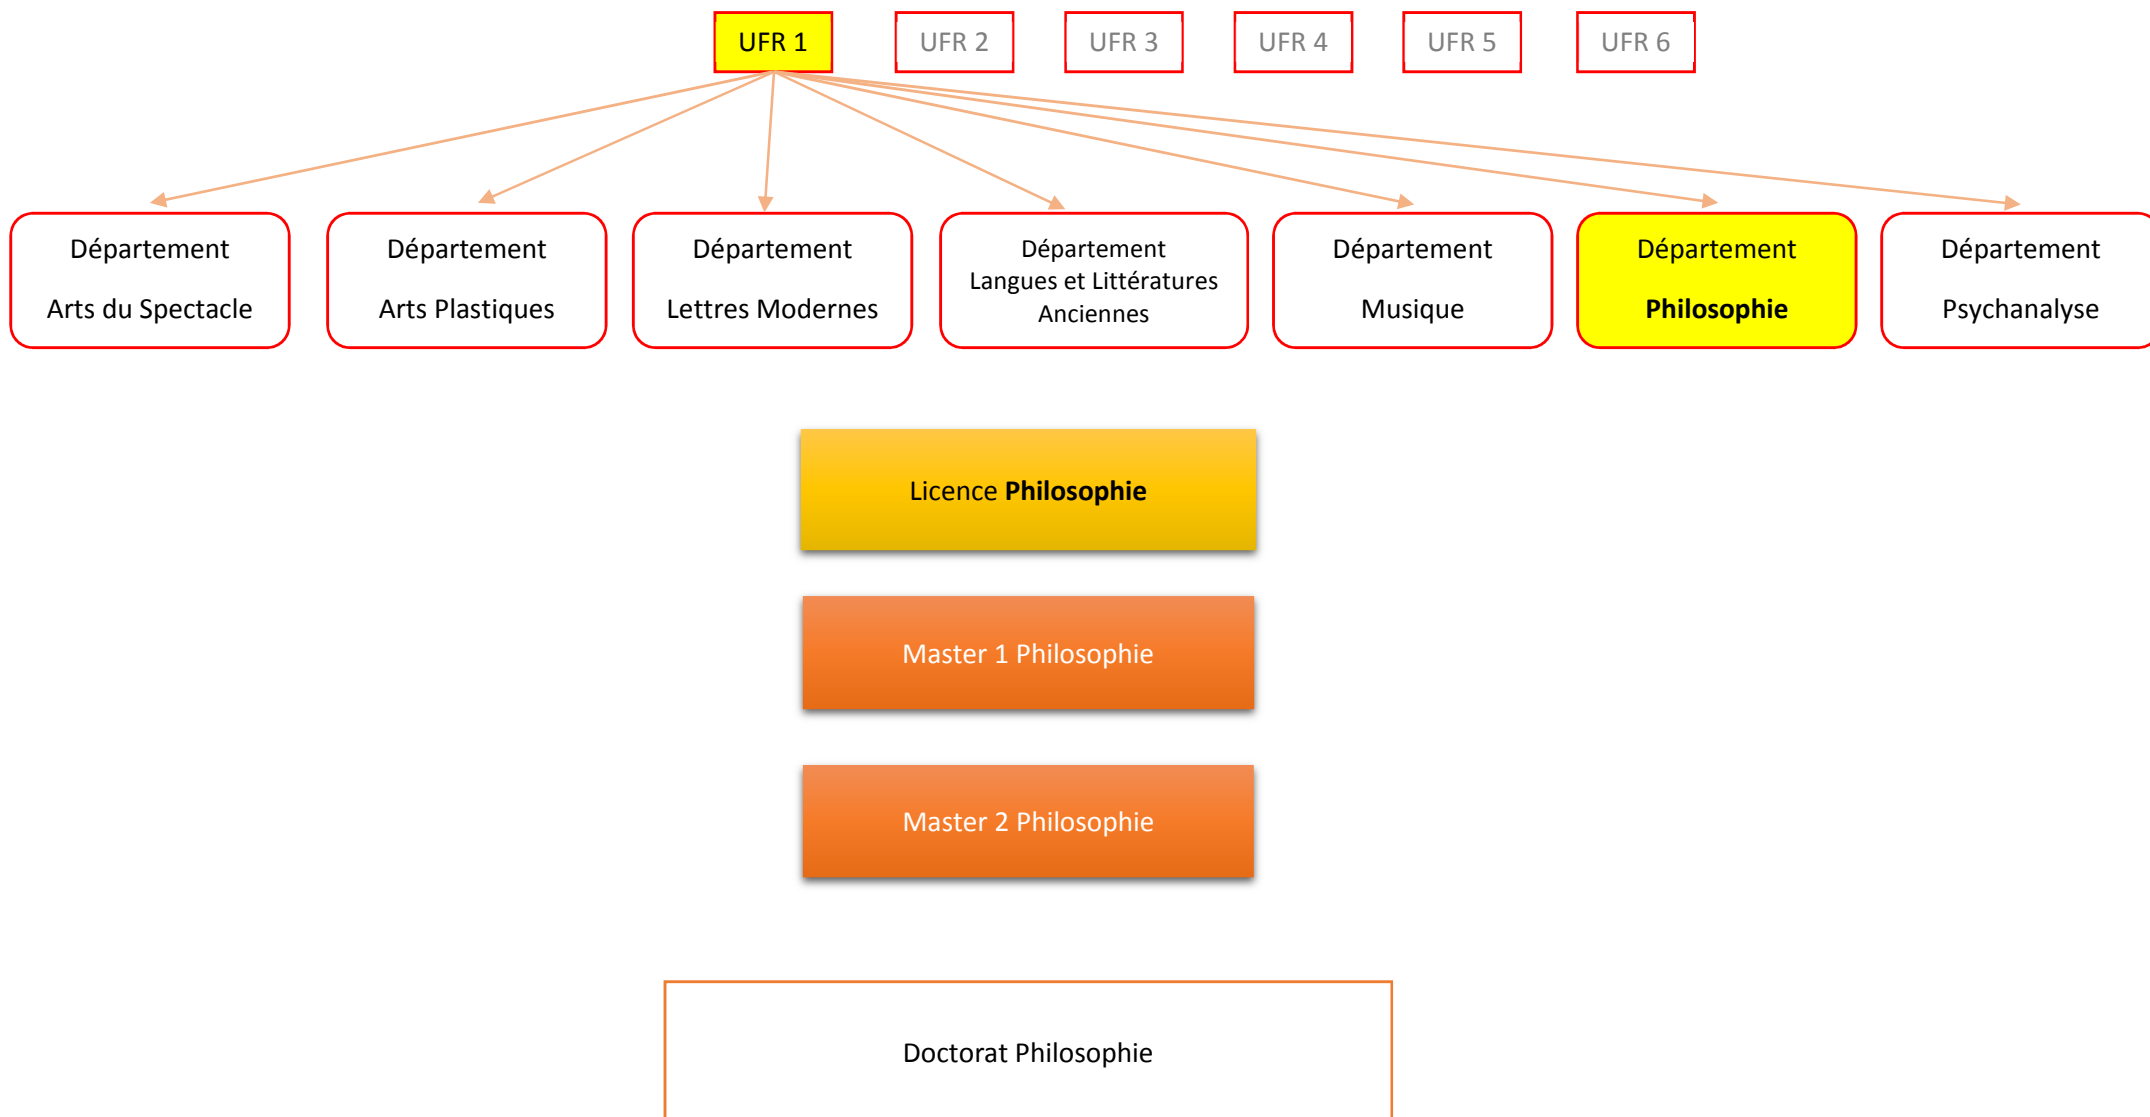 UFR 1
UFR 2
UFR 3
UFR 4
UFR 5
UFR 6
Département
Arts du Spectacle
Département
Arts Plastiques
Département
Lettres Modernes
Département
Langues et Littératures
Anciennes
Département
Musique
Département
Philosophie
Département
Psychanalyse
Licence Philosophie
Master 1 Philosophie
Master 2 Philosophie
Doctorat Philosophie